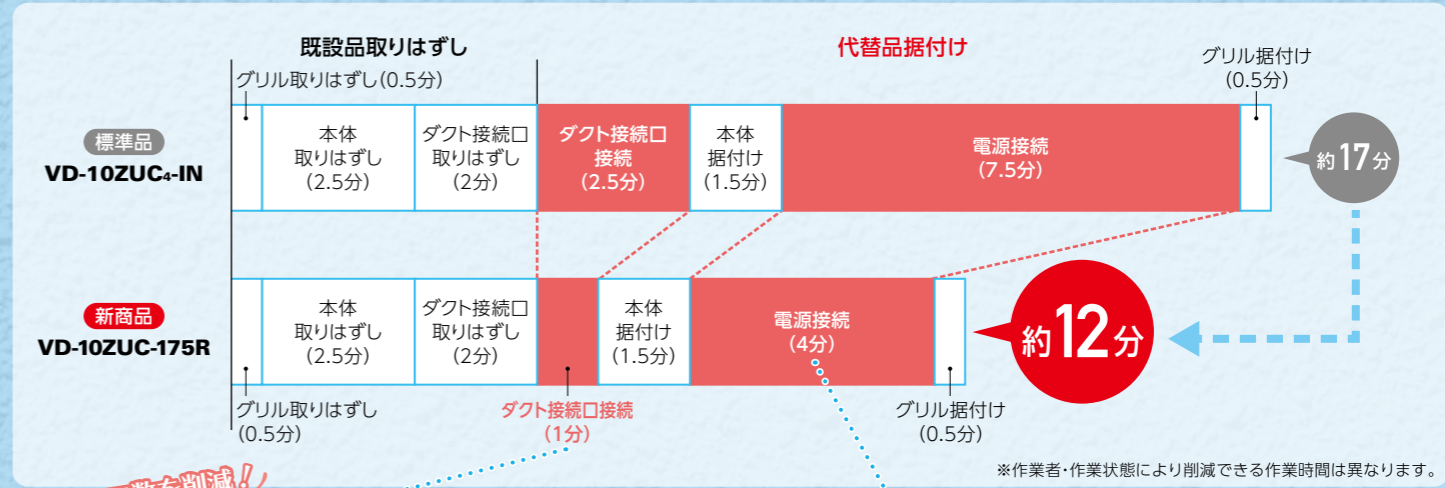 既設品取りはずし
代替品据付け
グリル取りはずし(0.5分)
グリル据付け
(0.5分)
標準品
VD-10ZUC₄-IN
本体
取りはずし
(2.5分)
ダクト接続口
取りはずし
(2分)
ダクト接続口
接続
(2.5分)
本体
据付け
(1.5分)
電源接続
(7.5分)
約17分
新商品
VD-10ZUC-175R
本体
取りはずし
(2.5分)
ダクト接続口
取りはずし
(2分)
本体
据付け
(1.5分)
電源接続
(4分)
約12分
グリル取りはずし
(0.5分)
ダクト接続口接続
(1分)
グリル据付け
(0.5分)
※作業者・作業状態により削減できる作業時間は異なります。
を削減!